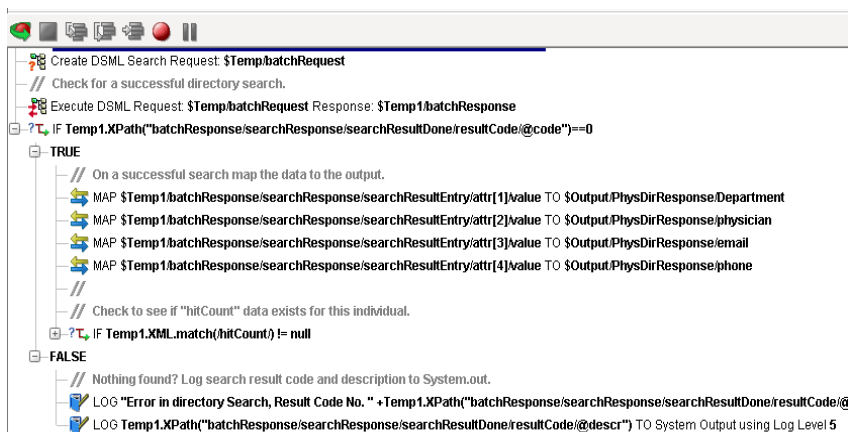 Create DSML Search Request: $Temp/batchRequest
// Check for a successful directory search.
Execute DSML Request: $Temp/batchRequest Response: $Temp1/batchResponse
IF Temp1.XPath("batchResponse/searchResponse/searchResultDone/resultCode/@code")==0
TRUE
// On a successful search map the data to the output.
MAP $Temp1/batchResponse/searchResponse/searchResultEntry/attr[1]/value TO $Output/PhysDirResponse/Department
MAP $Temp1/batchResponse/searchResponse/searchResultEntry/attr[2]/value TO $Output/PhysDirResponse/physician
MAP $Temp1/batchResponse/searchResponse/searchResultEntry/attr[3]/value TO $Output/PhysDirResponse/email
MAP $Temp1/batchResponse/searchResponse/searchResultEntry/attr[4]/value TO $Output/PhysDirResponse/phone
//
// Check to see if "hitCount" data exists for this individual.
IF Temp1.XML.match(/hitCount/) != null
FALSE
// Nothing found? Log search result code and description to System.out.
LOG "Error in directory Search, Result Code No. " +Temp1.XPath("batchResponse/searchResponse/searchResultDone/resultCode/@
LOG Temp1.XPath("batchResponse/searchResponse/searchResultDone/resultCode/@descr") TO System Output using Log Level 5